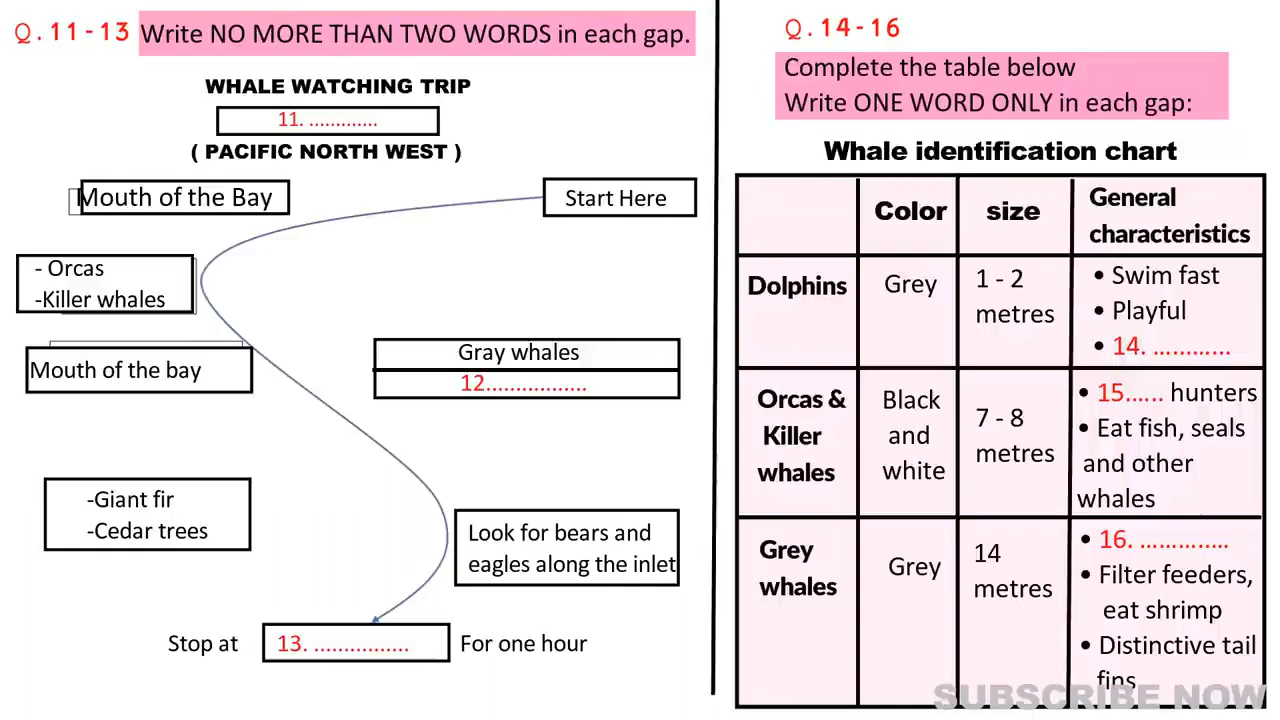 Q.11-13 Write NO MORE THAN TWO WORDS in each gap.
WHALE WATCHING TRIP
11. .............
( PACIFIC NORTH WEST )
Mouth of the Bay
Start Here
- Orcas
-Killer whales
Mouth of the bay
Gray whales
12.................
-Giant fir
-Cedar trees
Look for bears and
eagles along the inlet
Stop at 13. ................ For one hour
Q.14-16
Complete the table below
Write ONE WORD ONLY in each gap:
Whale identification chart
Color
size
General
characteristics
Dolphins
Grey
1 - 2
metres
• Swim fast
• Playful
• 14. ............
Orcas &
Killer
whales
Black
and
white
7 - 8
metres
• 15...... hunters
• Eat fish, seals
and other
whales
Grey
whales
Grey
14
metres
• 16. ...............
• Filter feeders,
eat shrimp
• Distinctive tail
fins
SUBSCRIBE NOW